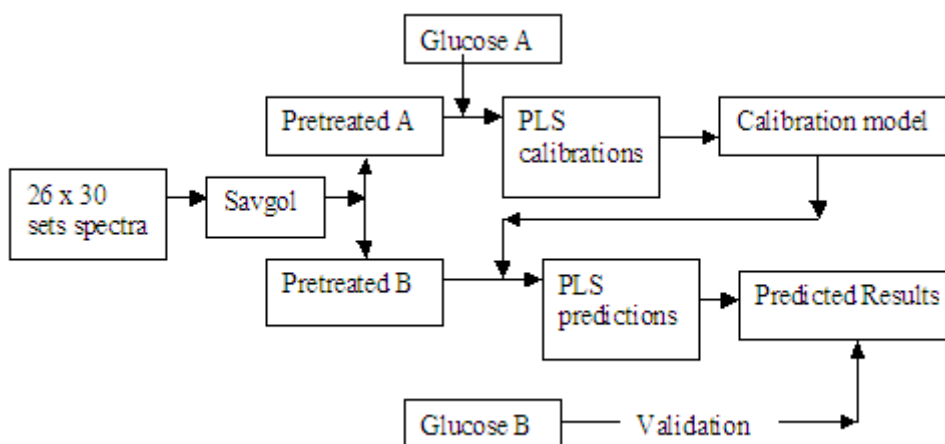 Glucose A
Pretreated A
PLS
calibrations
Calibration model
26 x 30
sets spectra
Savgol
Pretreated B
PLS
predictions
Predicted Results
Glucose B
Validation